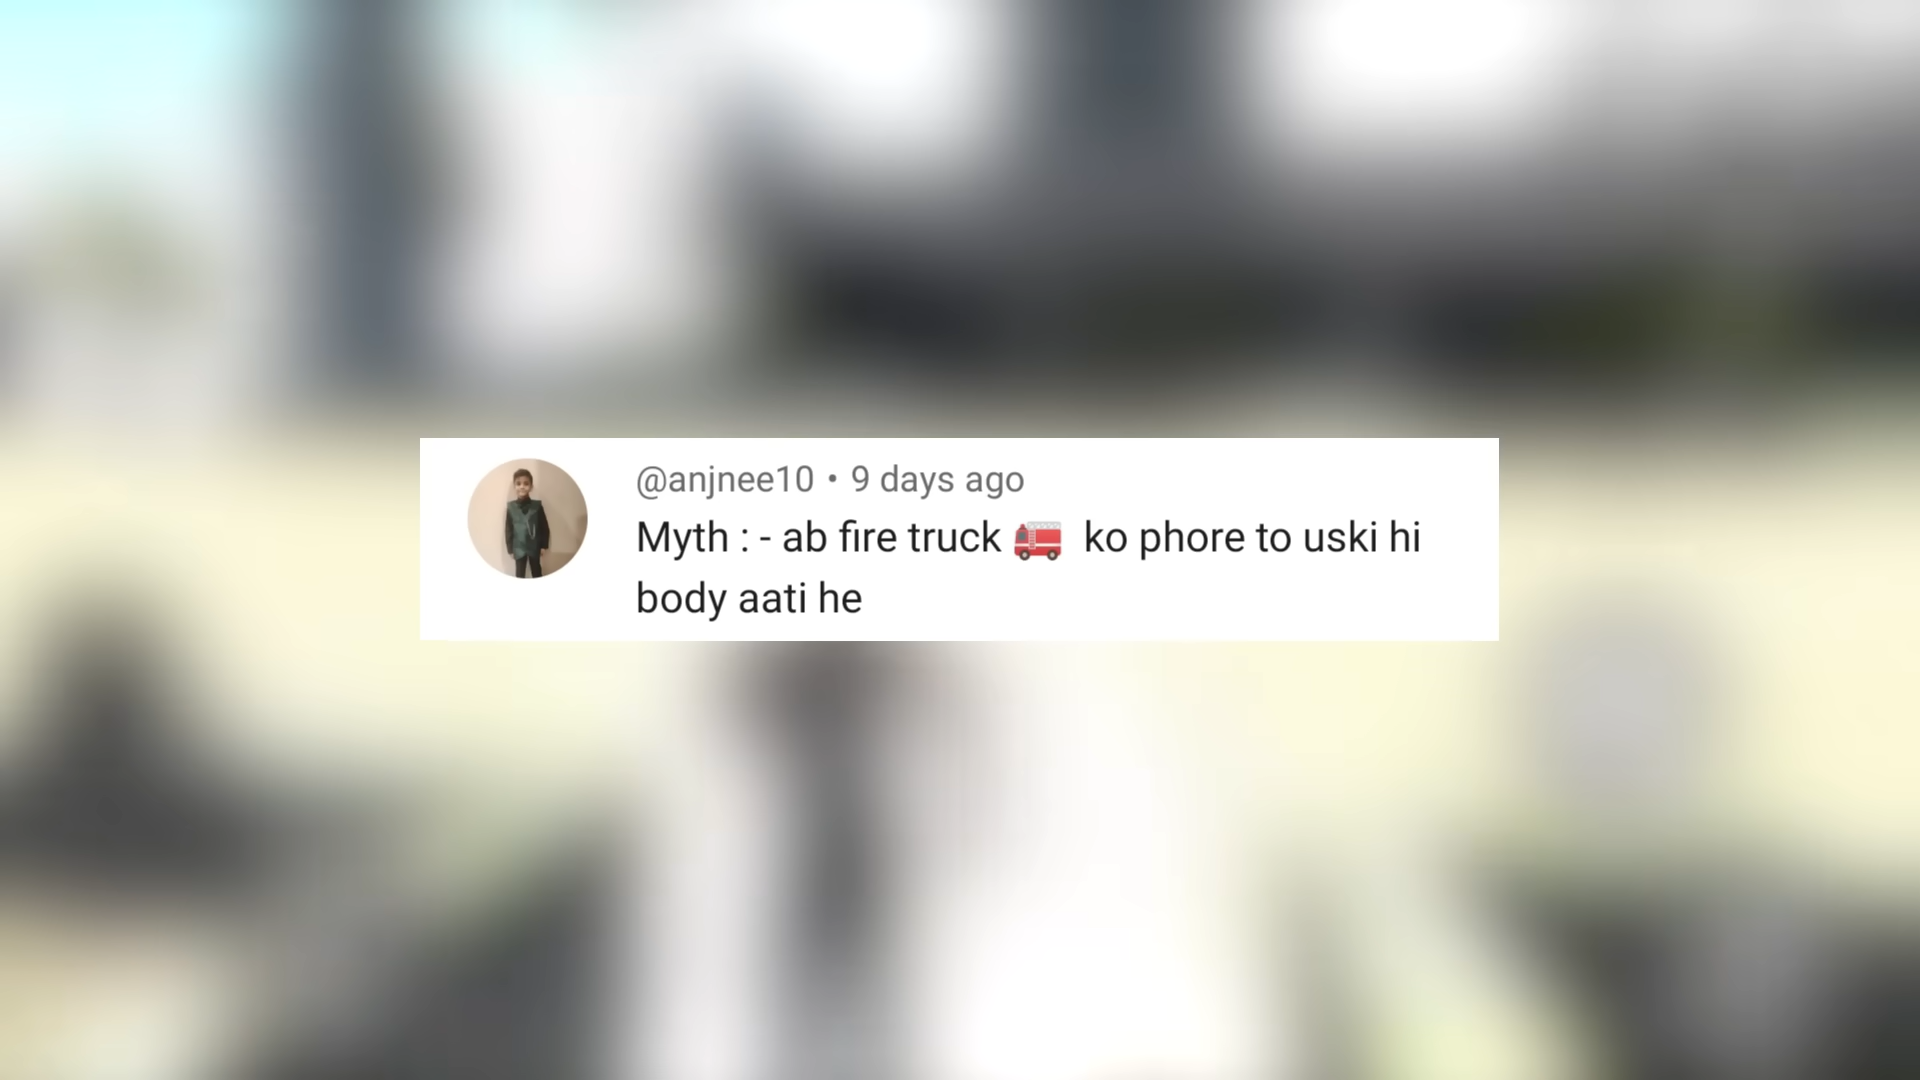 @anjnee10 • 9 days ago
Myth : - ab fire truck 🚒 ko phore to uski hi
body aati he